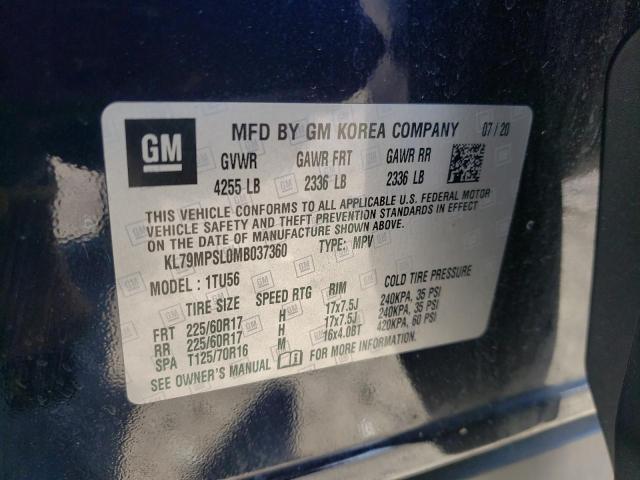 GM
MFD BY GM KOREA COMPANY 07/20
GVWR GAWR FRT GAWR RR
4255 LB 2336 LB 2336 LB
THIS VEHICLE CONFORMS TO ALL APPLICABLE U.S. FEDERAL MOTOR
VEHICLE SAFETY AND THEFT PREVENTION STANDARDS IN EFFECT
ON THE DATE OF MANUFACTURE SHOWN ABOVE.
KL79MPSL0MB037360 TYPE: MPV
MODEL : 1TU56
TIRE SIZE SPEED RTG RIM COLD TIRE PRESSURE
FRT 225/60R17 H 17x7.5J 240KPA, 35 PSI
RR 225/60R17 H 17x7.5J 240KPA, 35 PSI
SPA T125/70R16 M 16x4.0BT 420KPA, 60 PSI
SEE OWNER'S MANUAL FOR MORE INFORMATION